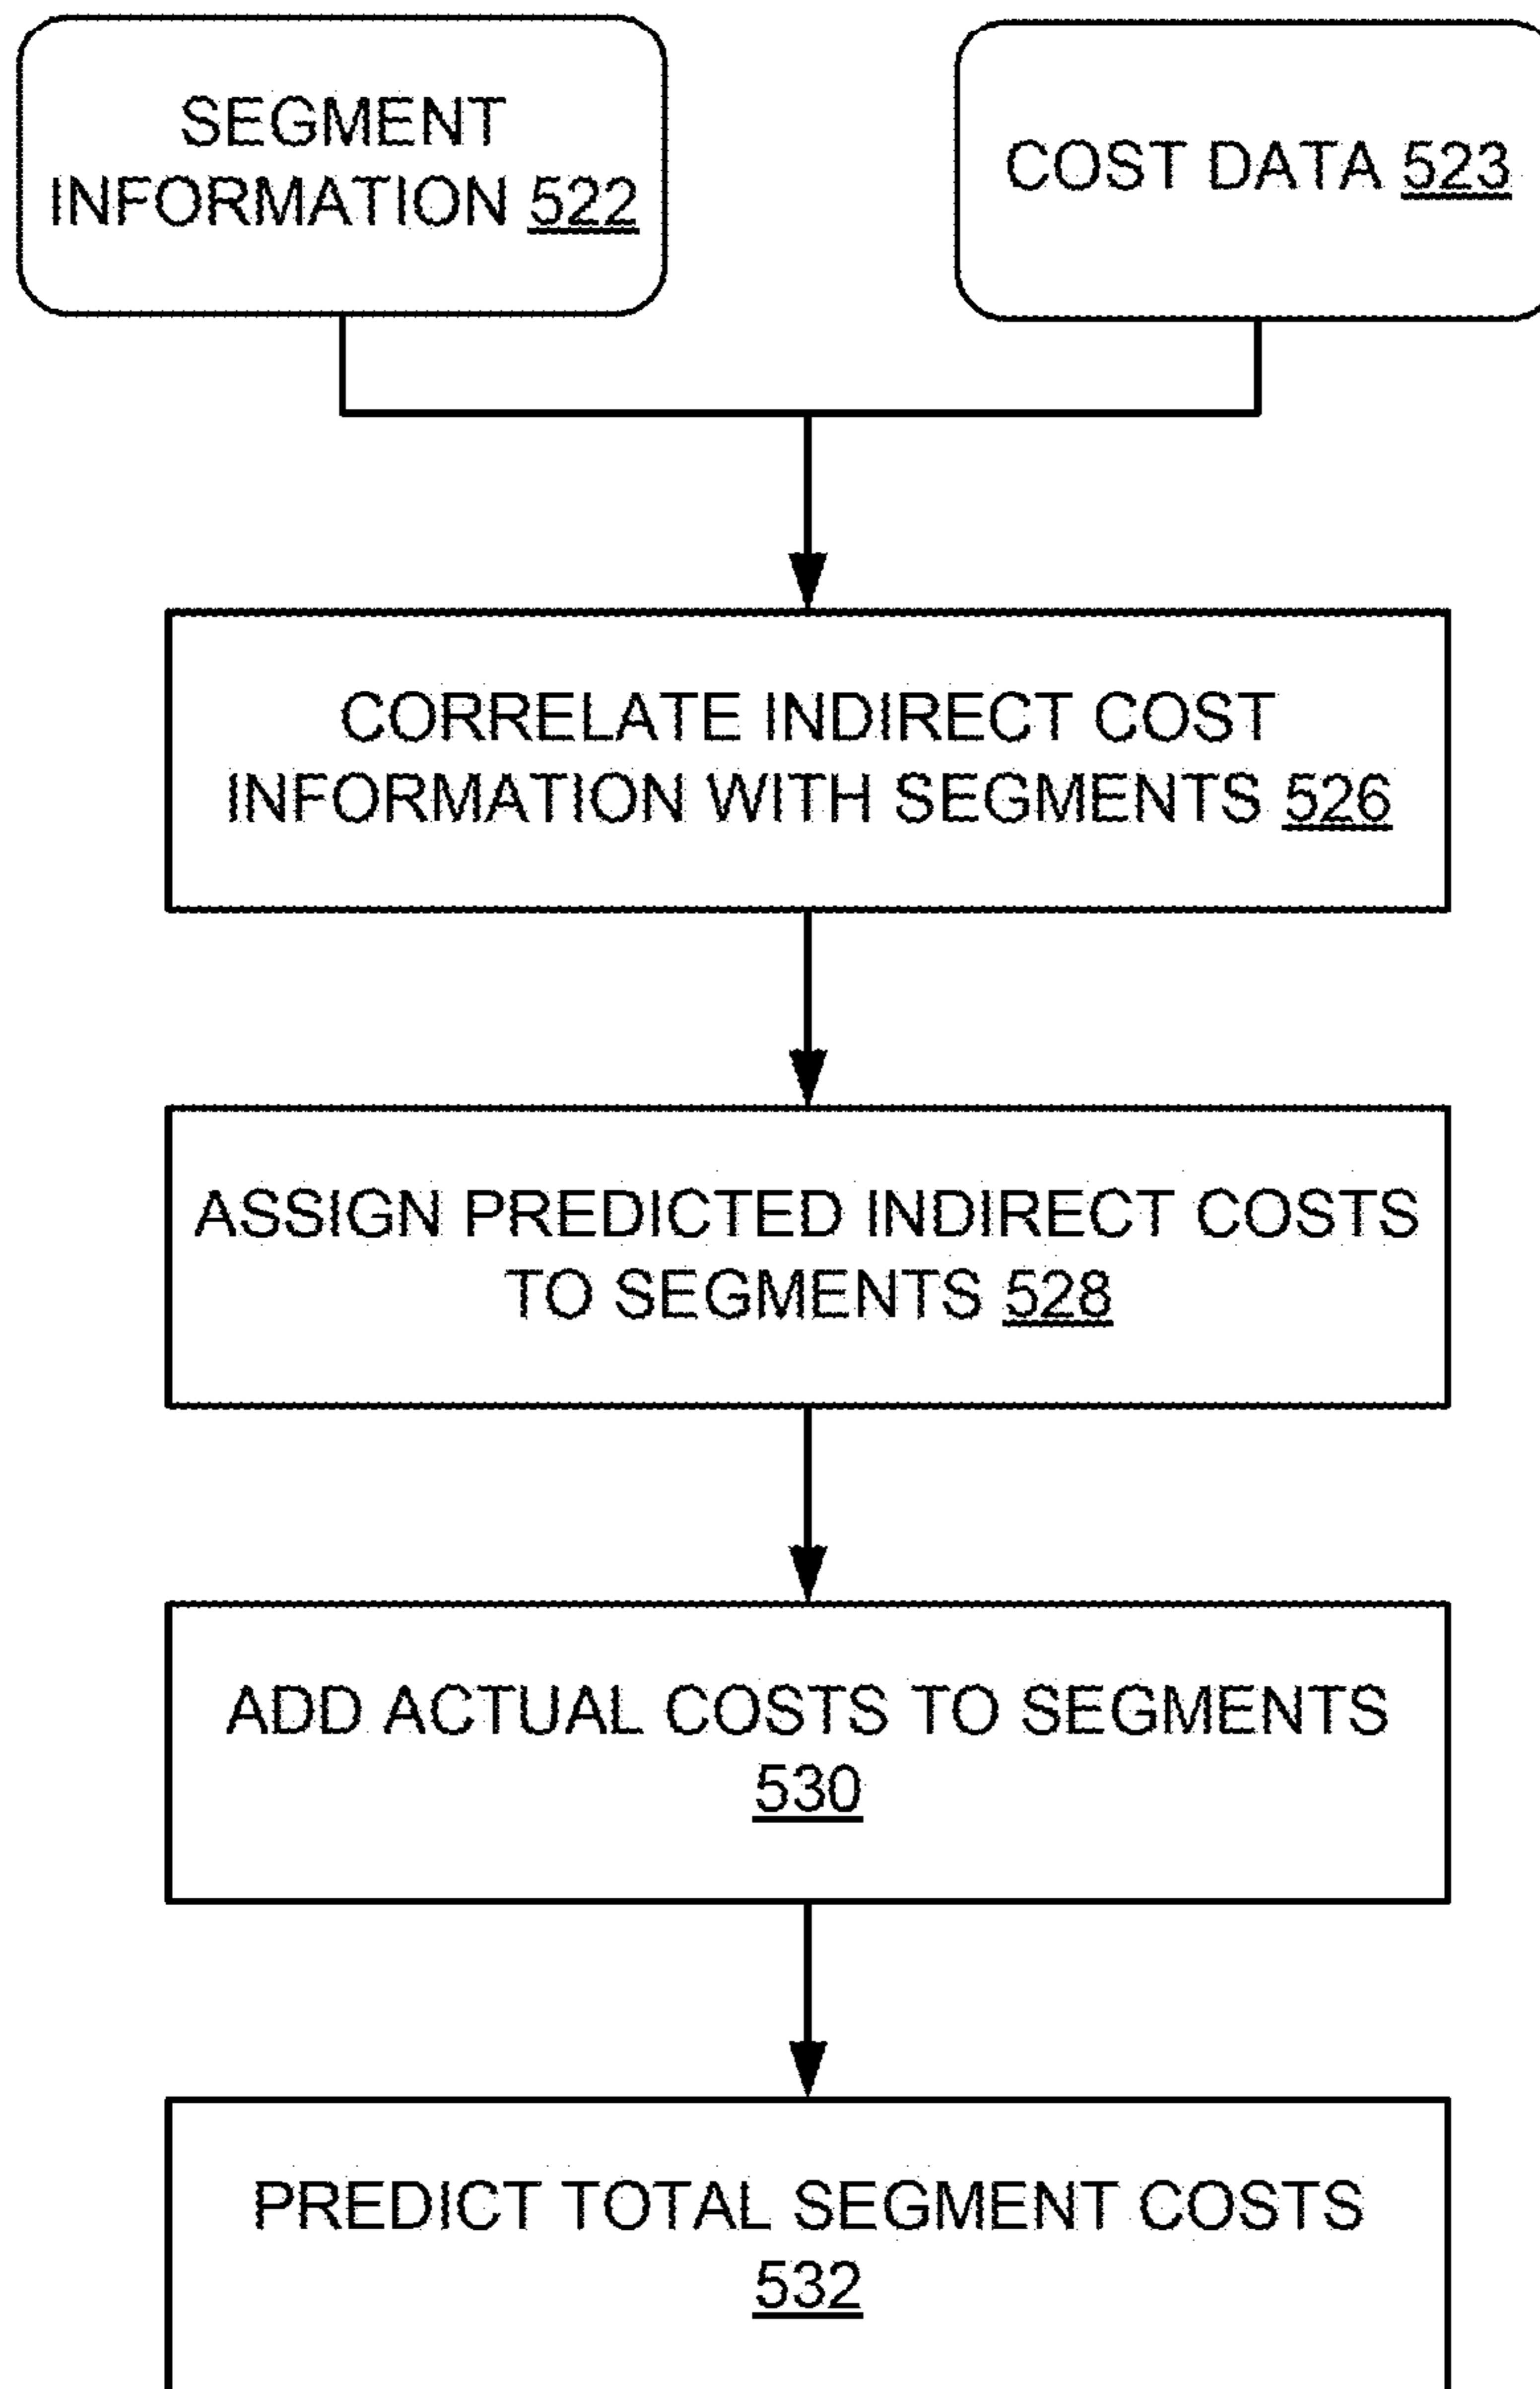 SEGMENT
INFORMATION 522
COST DATA 523
CORRELATE INDIRECT COST
INFORMATION WITH SEGMENTS 526
ASSIGN PREDICTED INDIRECT COSTS
TO SEGMENTS 528
ADD ACTUAL COSTS TO SEGMENTS
530
PREDICT TOTAL SEGMENT COSTS
532